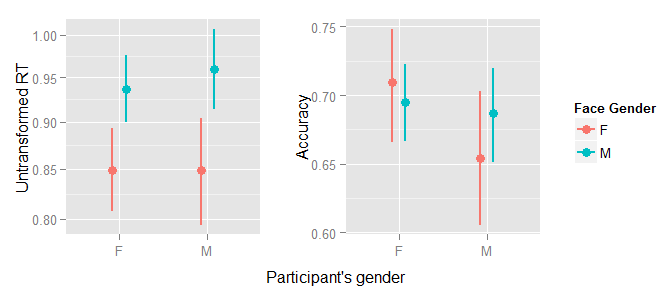 Untransformed RT
1.00
0.95
0.90
0.85
0.80
F
M
Accuracy
0.75
0.70
0.65
0.60
F
M
Participant's gender
Face Gender
F
M